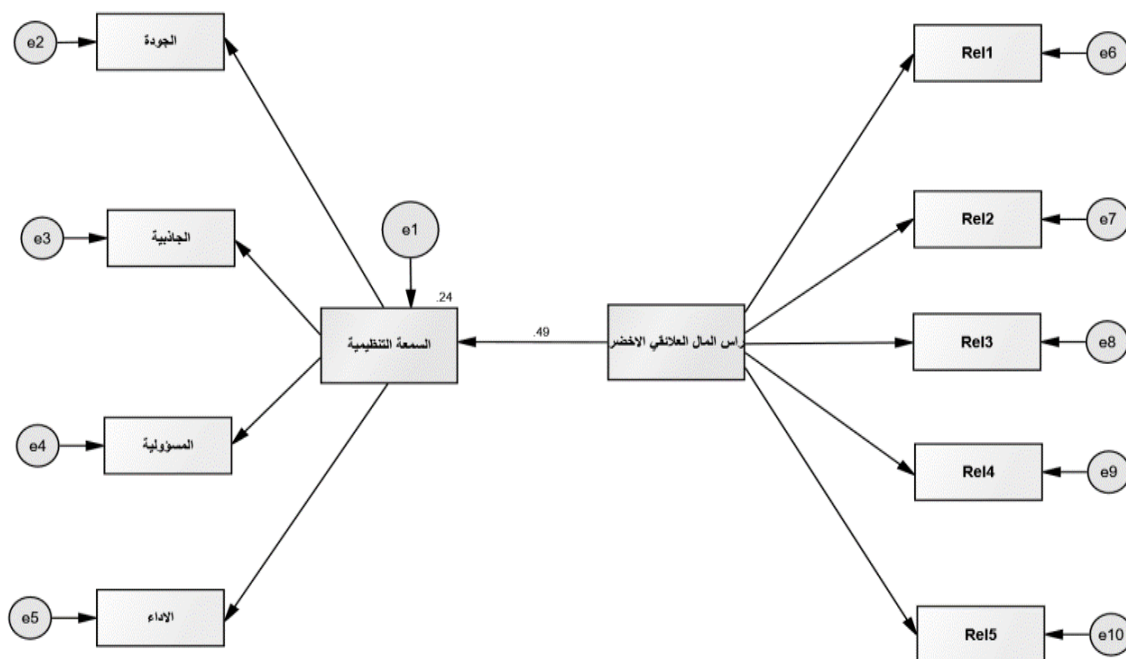 e2
الجودة
Rel1
e6
e3
الجاذبية
e1
Rel2
e7
.24
السمعة التنظيمية
.49
راس المال العلائقي الاخضر
Rel3
e8
e4
المسؤولية
Rel4
e9
e5
الاداء
Rel5
e10